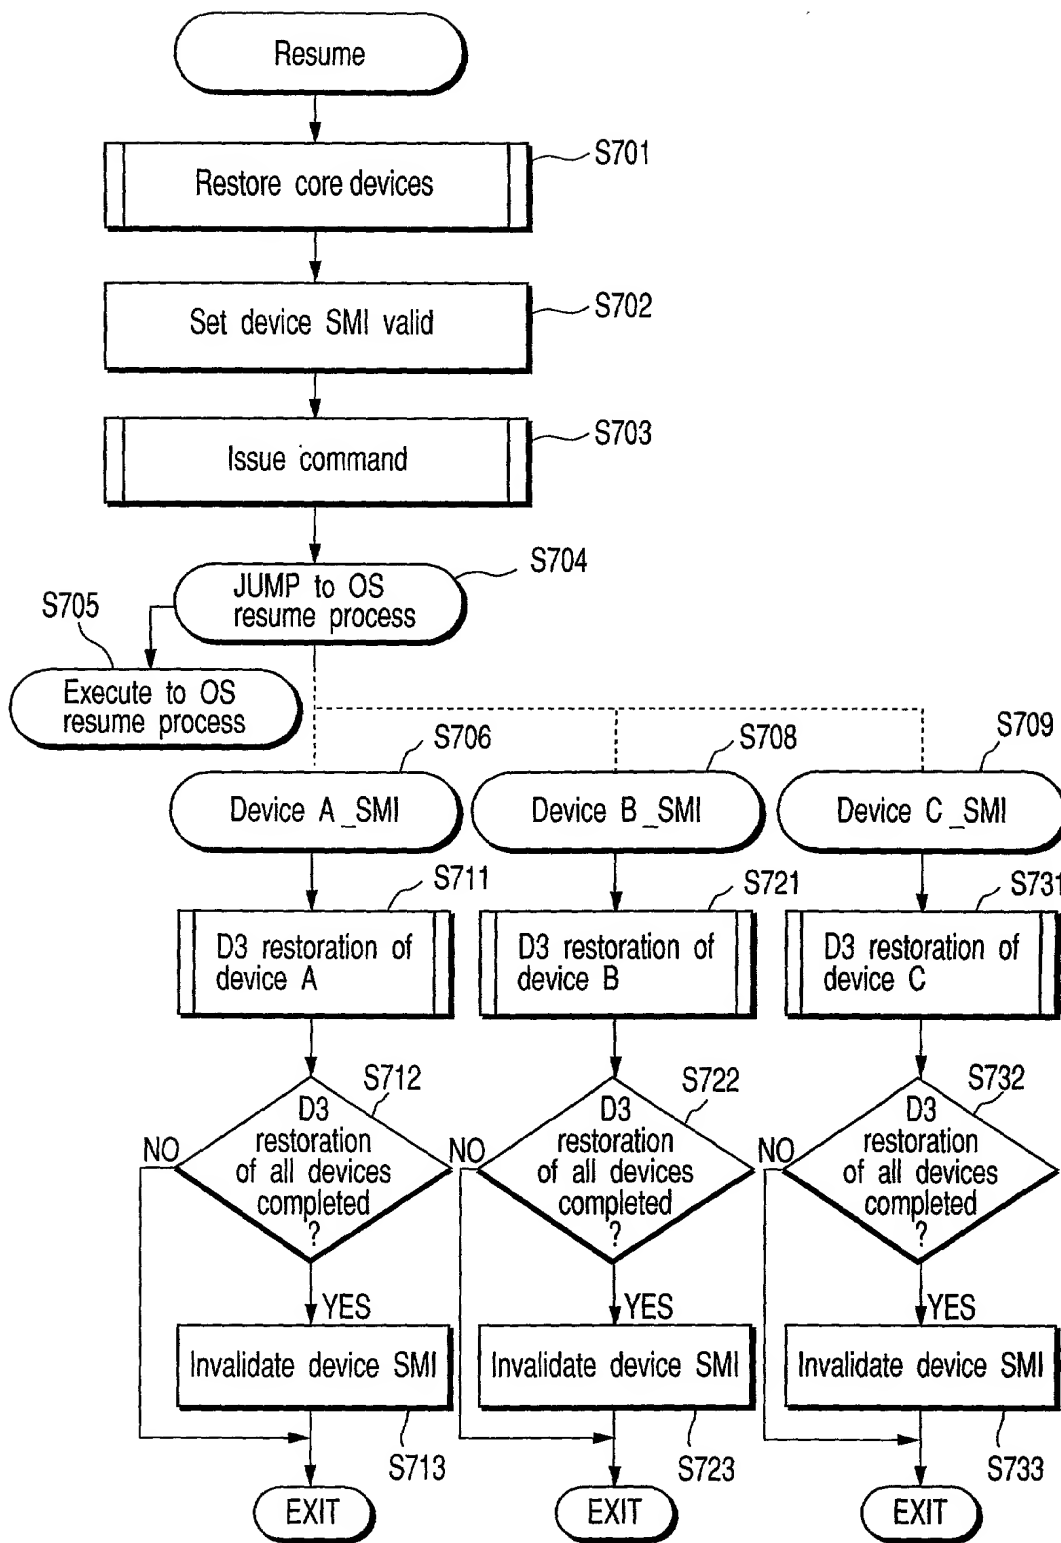 Resume
S701
Restore core devices
S702
Set device SMI valid
S703
Issue command
S704
JUMP to OS
resume process
S705
Execute to OS
resume process
S706
S708
S709
Device A_SMI
Device B_SMI
Device C_SMI
S711
S721
S731
D3 restoration of
device A
D3 restoration of
device B
D3 restoration of
device C
S712
S722
S732
D3
restoration
of all devices
completed
?
NO
YES
D3
restoration
of all devices
completed
?
NO
YES
D3
restoration
of all devices
completed
?
NO
YES
Invalidate device SMI
Invalidate device SMI
Invalidate device SMI
S713
S723
S733
EXIT
EXIT
EXIT